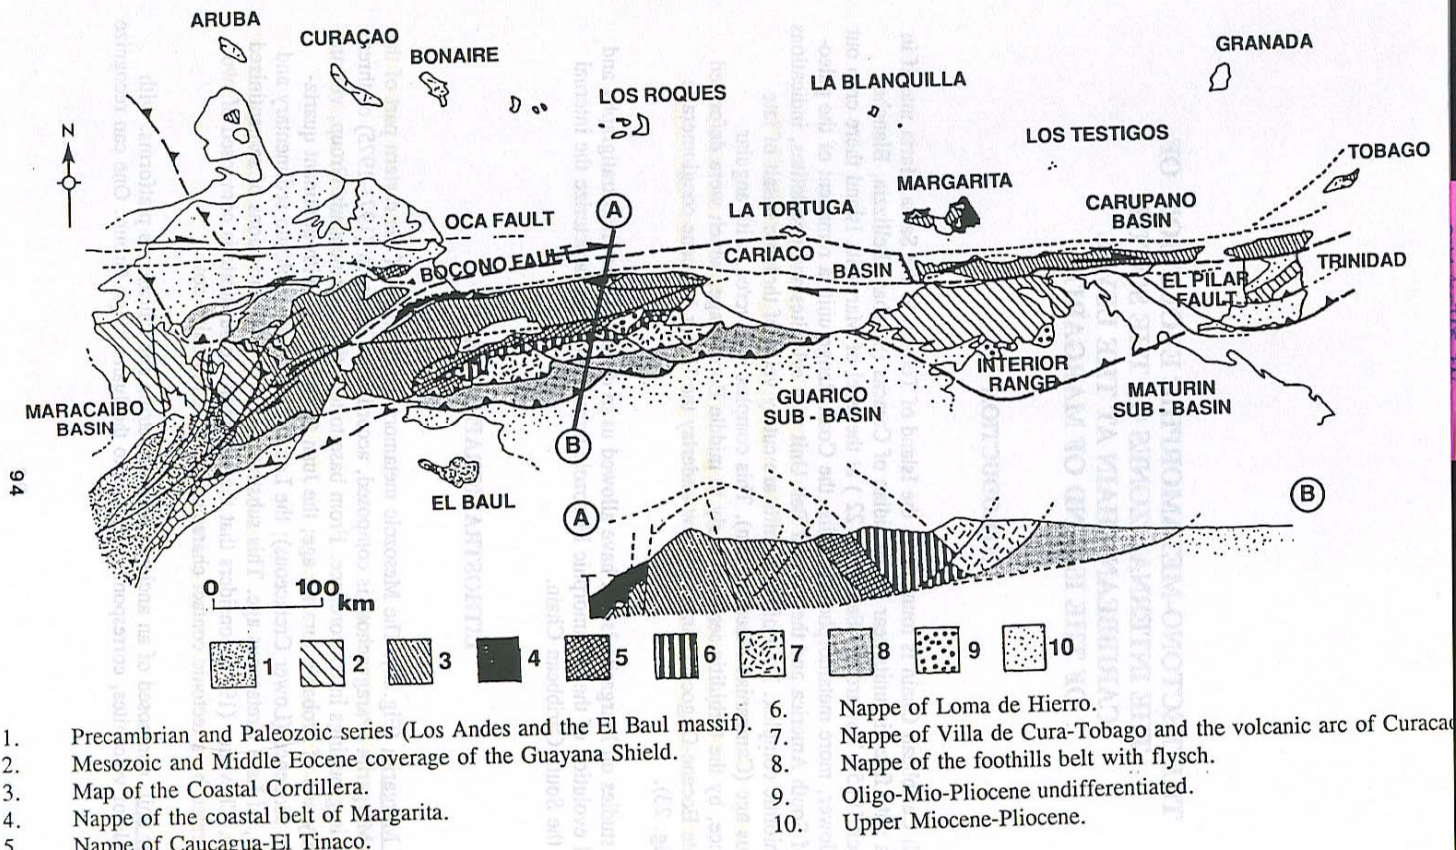 ARUBA
CURAÇAO
BONAIRE
LOS ROQUES
LA BLANQUILLA
GRANADA
LOS TESTIGOS
TOBAGO
N
MARGARITA
CARUPANO
BASIN
OCA FAULT
A
LA TORTUGA
BOCONO FAULT
CARIACO
BASIN
TRINIDAD
EL PILAR
FAULT
INTERIOR
RANGE
MARACAIBO
BASIN
GUARICO
SUB - BASIN
MATURIN
SUB - BASIN
B
94
EL BAUL
A
B
0 100
km
1 2 3 4 5 6 7 8 9 10
1. Precambrian and Paleozoic series (Los Andes and the El Baul massif).
2. Mesozoic and Middle Eocene coverage of the Guayana Shield.
3. Map of the Coastal Cordillera.
4. Nappe of the coastal belt of Margarita.
5. Nappe of Caucagua-El Tinaco.
6. Nappe of Loma de Hierro.
7. Nappe of Villa de Cura-Tobago and the volcanic arc of Curacao
8. Nappe of the foothills belt with flysch.
9. Oligo-Mio-Pliocene undifferentiated.
10. Upper Miocene-Pliocene.